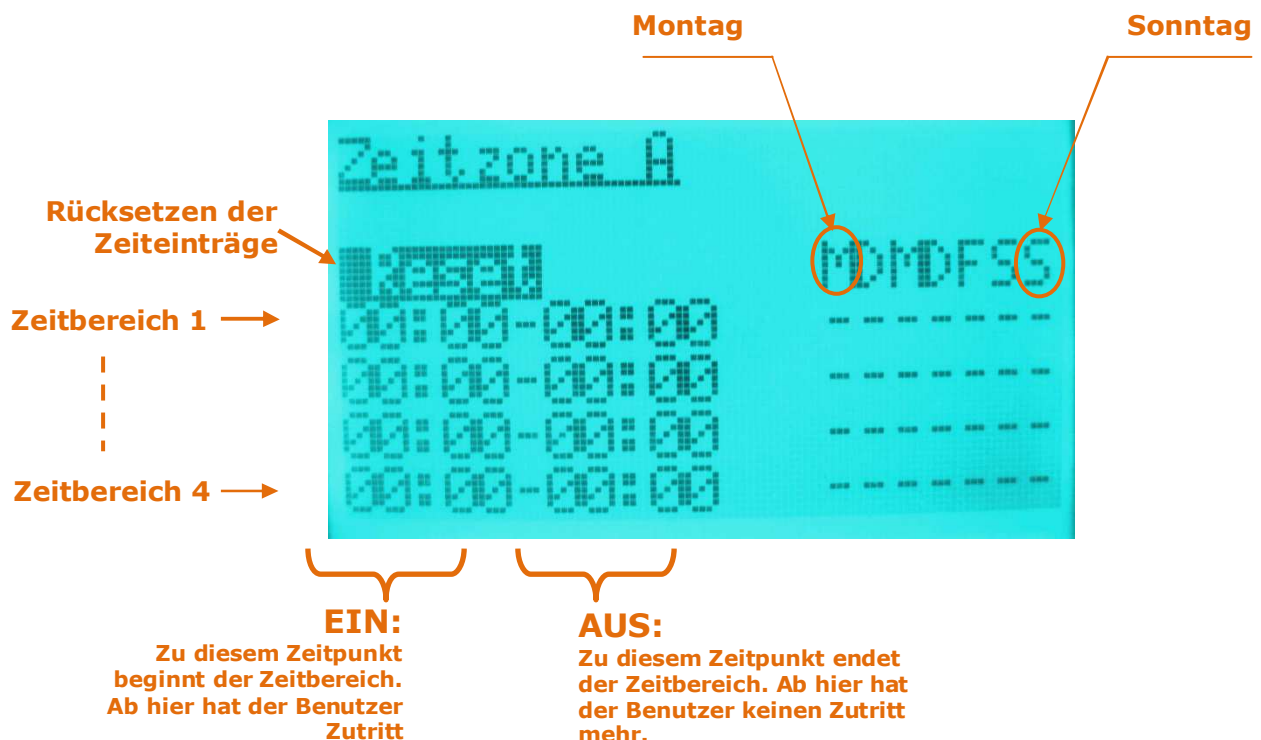 Montag
Sonntag
Zeitzone A
Rücksetzen der
Zeiteinträge
Reset
MDMDFSS
Zeitbereich 1
00:00-00:00 - - - - - - -
00:00-00:00 - - - - - - -
00:00-00:00 - - - - - - -
Zeitbereich 4
00:00-00:00 - - - - - - -
EIN:
Zu diesem Zeitpunkt
beginnt der Zeitbereich.
Ab hier hat der Benutzer
Zutritt
AUS:
Zu diesem Zeitpunkt endet
der Zeitbereich. Ab hier hat
der Benutzer keinen Zutritt
mehr.